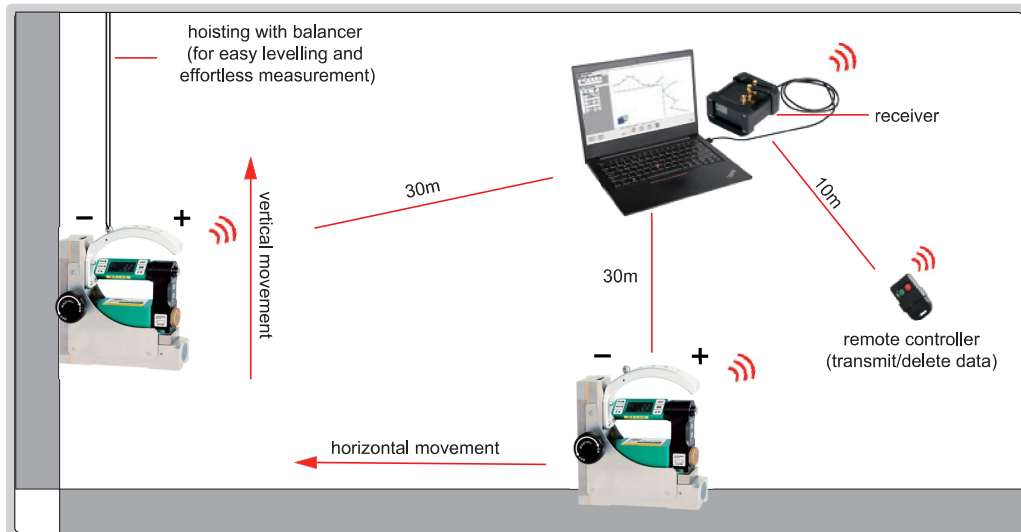 hoisting with balancer
(for easy levelling and
effortless measurement)
receiver
30m
10m
vertical movement
− +
30m
remote controller
(transmit/delete data)
− +
horizontal movement